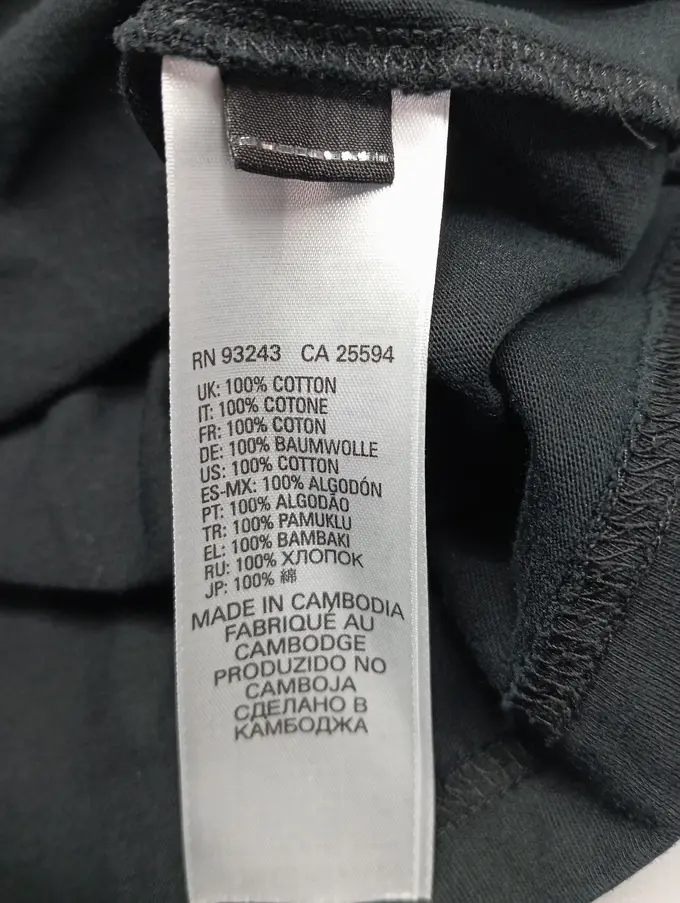 RN 93243 CA 25594
UK: 100% COTTON
IT: 100% COTONE
FR: 100% COTON
DE: 100% BAUMWOLLE
US: 100% COTTON
ES-MX: 100% ALGODÓN
PT: 100% ALGODÃO
TR: 100% PAMUKLU
EL: 100% BAMBAKI
RU: 100% ХЛОПОК
JP: 100% 綿
MADE IN CAMBODIA
FABRIQUÉ AU
CAMBODGE
PRODUZIDO NO
CAMBOJA
СДЕЛАНО В
КАМБОДЖА